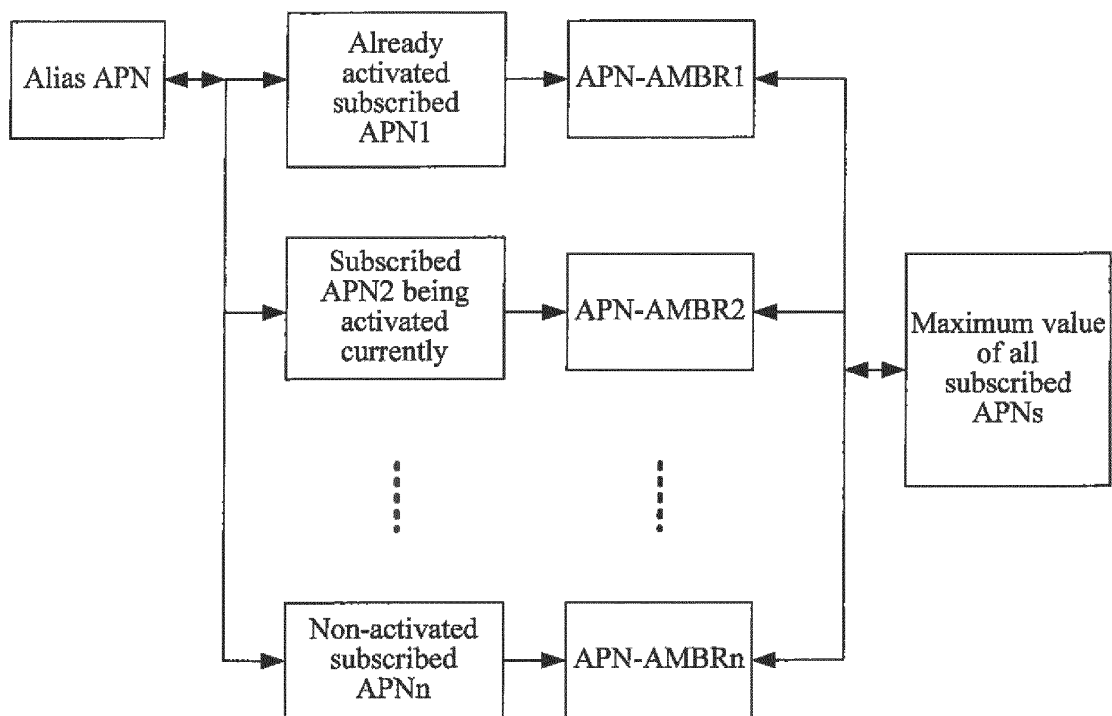 Alias APN
Already
activated
subscribed
APN1
APN-AMBR1
Subscribed
APN2 being
activated
currently
APN-AMBR2
Maximum value
of all
subscribed
APNs
Non-activated
subscribed
APNn
APN-AMBRn